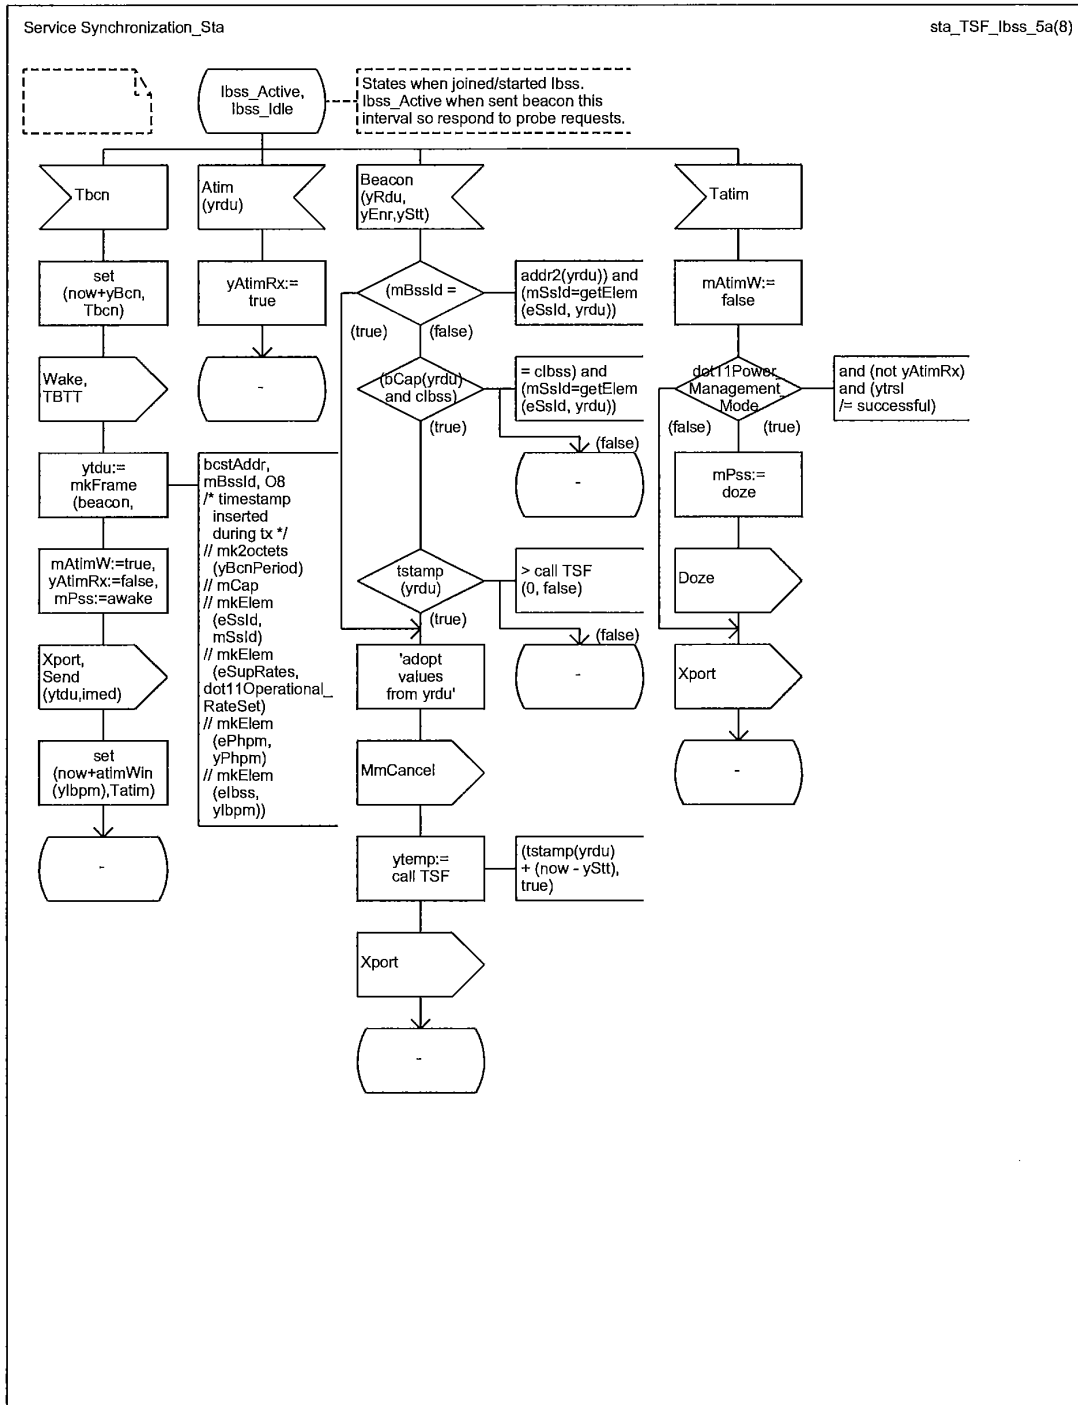 Service Synchronization_Sta
sta_TSF_Ibss_5a(8)
Ibss_Active,
Ibss_Idle
States when joined/started Ibss.
Ibss_Active when sent beacon this
interval so respond to probe requests.
Tbcn
set
(now+yBcn,
Tbcn)
Wake,
TBTT
ytdu:=
mkFrame
(beacon,
bcstAddr,
mBssId, O8
/* timestamp
inserted
during tx */
// mk2octets
(yBcnPeriod)
// mCap
// mkElem
(eSsId,
mSsId)
// mkElem
(eSupRates,
dot11Operational_
RateSet)
// mkElem
(ePhpm,
yPhpm)
// mkElem
(eIbss,
yIbpm))
mAtimW:=true,
yAtimRx:=false,
mPss:=awake
Xport,
Send
(ytdu,imed)
set
(now+atimWin
(yIbpm),Tatim)
-
Atim
(yrdu)
yAtimRx:=
true
-
Beacon
(yRdu,
yEnr,yStt)
(mBssId =
addr2(yrdu)) and
(mSsId=getElem
(eSsId, yrdu))
(true)
(false)
(bCap(yrdu)
and cIbss)
= cIbss) and
(mSsId=getElem
(eSsId, yrdu))
(true)
(false)
-
tstamp
(yrdu)
> call TSF
(0, false)
(true)
(false)
-
'adopt
values
from yrdu'
MmCancel
ytemp:=
call TSF
(tstamp(yrdu)
+ (now - yStt),
true)
Xport
-
Tatim
mAtimW:=
false
dot11Power_
Management_
Mode
and (not yAtimRx)
and (ytrsl
/= successful)
(false)
(true)
mPss:=
doze
Doze
Xport
-